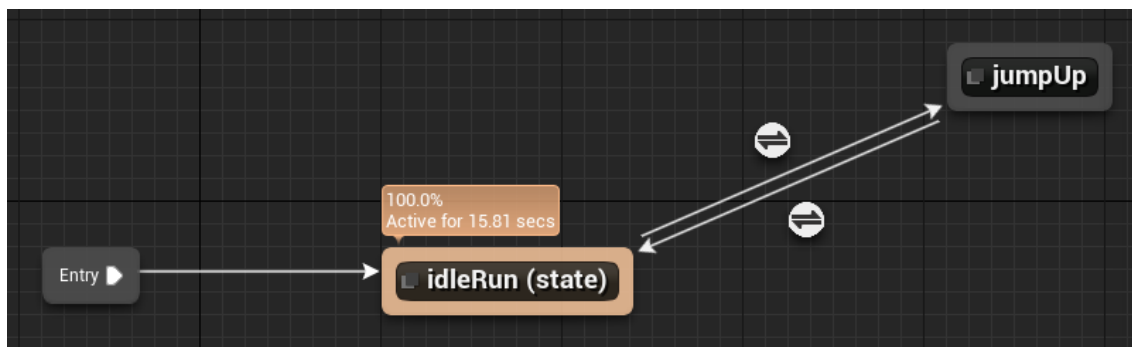 jumpUp
100.0%
Active for 15.81 secs
Entry
idleRun (state)